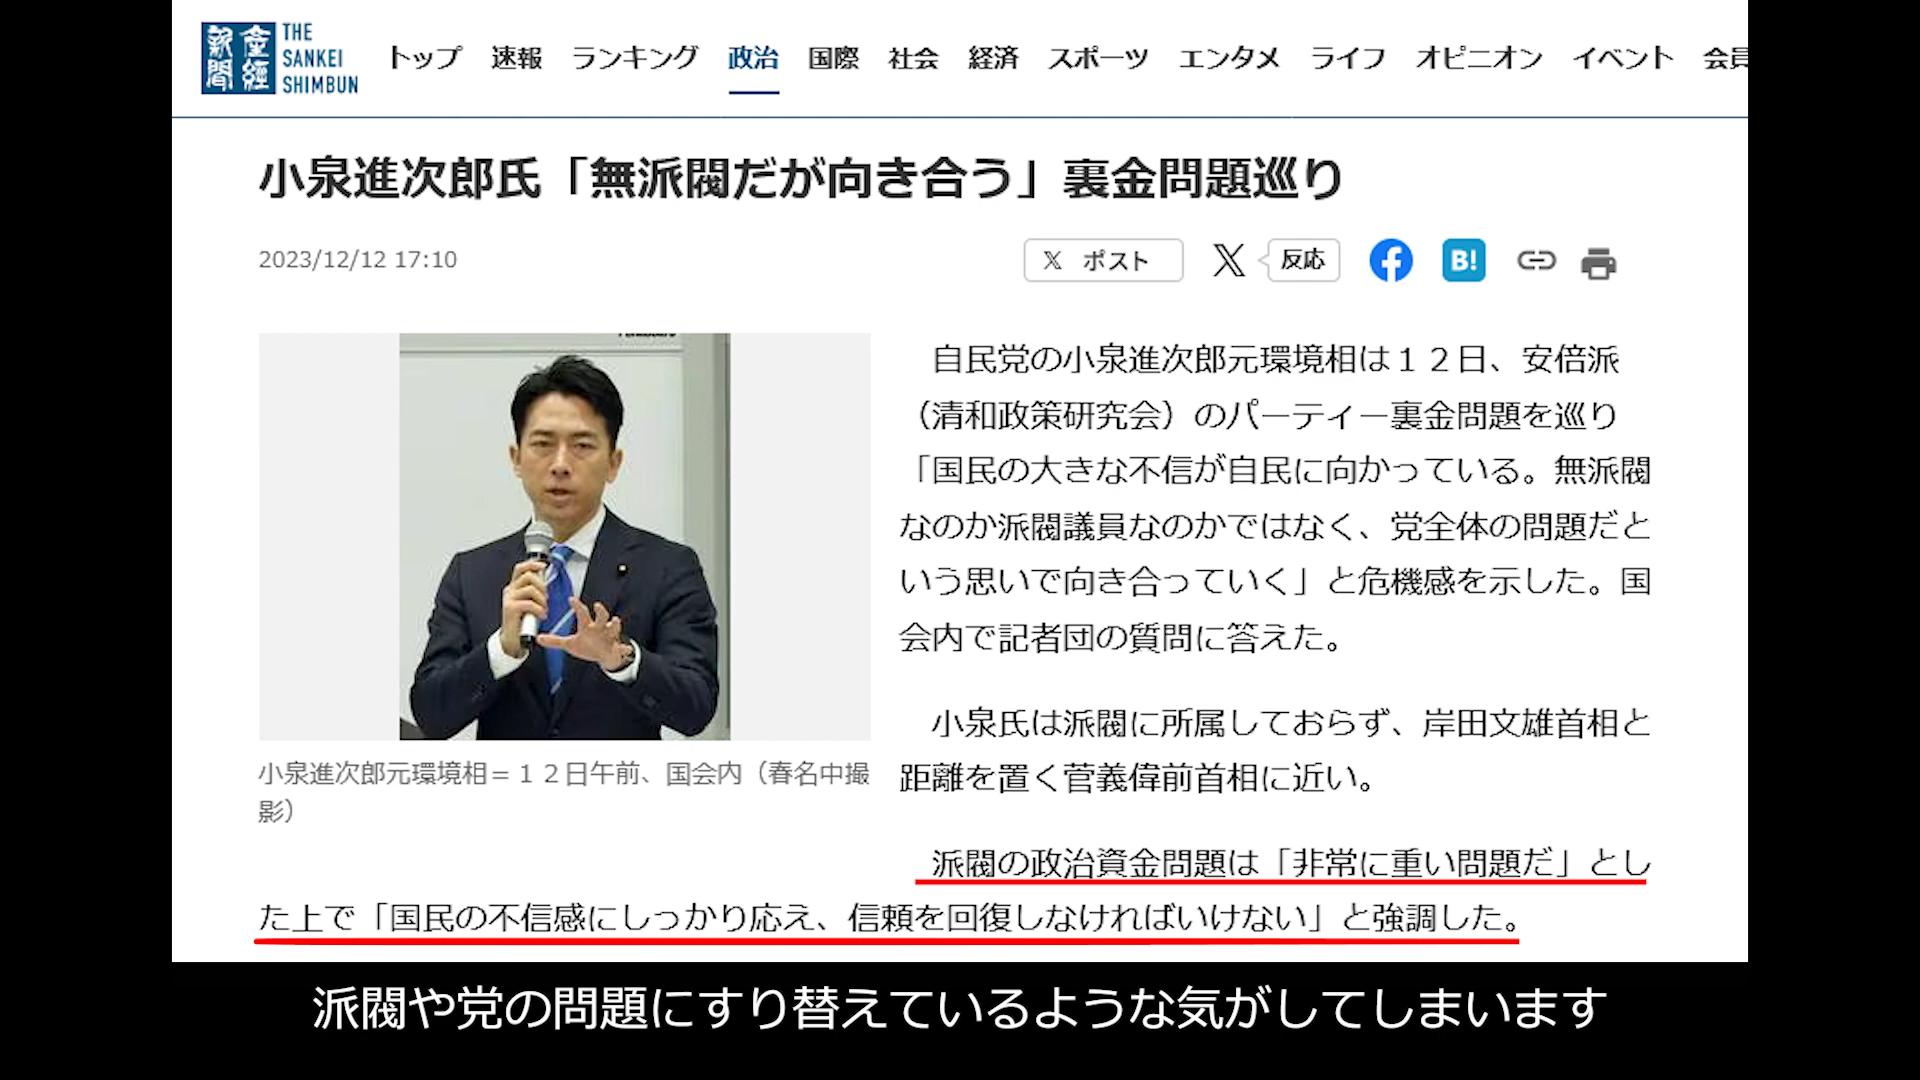 新聞 産經
THE
SANKEI
SHIMBUN
トップ 速報 ランキング 政治 国際 社会 経済 スポーツ エンタメ ライフ オピニオン イベント 会員
小泉進次郎氏「無派閥だが向き合う」裏金問題巡り
2023/12/12 17:10
X ポスト X 反応 f B!
自民党の小泉進次郎元環境相は１２日、安倍派
（清和政策研究会）のパーティー裏金問題を巡り
「国民の大きな不信が自民に向かっている。無派閥
なのか派閥議員なのかではなく、党全体の問題だと
いう思いで向き合っていく」と危機感を示した。国
会内で記者団の質問に答えた。
小泉氏は派閥に所属しておらず、岸田文雄首相と
距離を置く菅義偉前首相に近い。
小泉進次郎元環境相＝１２日午前、国会内（春名中撮
影）
派閥の政治資金問題は「非常に重い問題だ」とし
た上で「国民の不信感にしっかり応え、信頼を回復しなければいけない」と強調した。
派閥や党の問題にすり替えているような気がしてしまいます